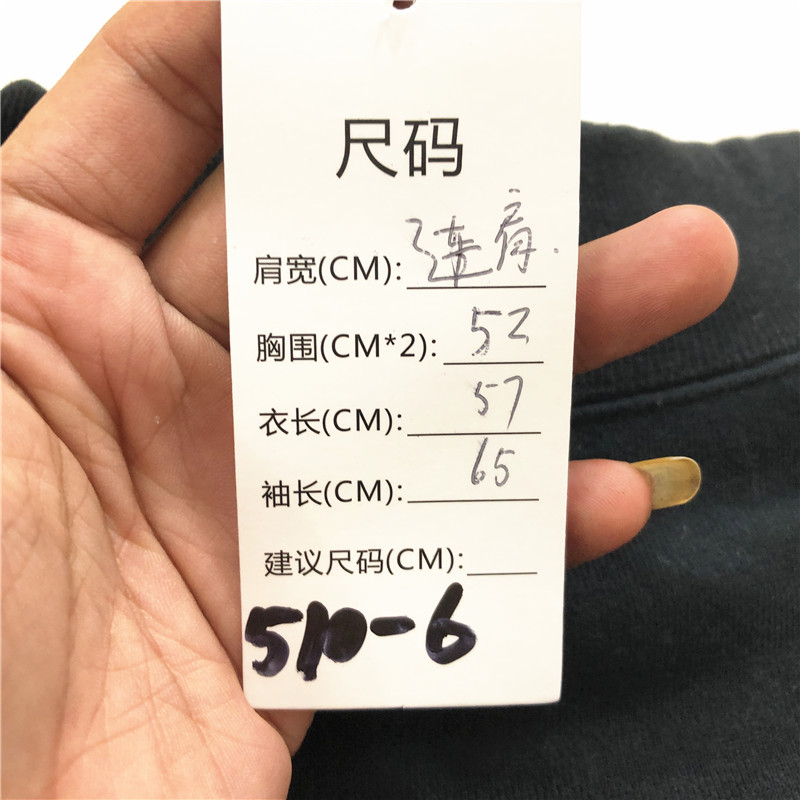 尺码
肩宽(CM): 连肩.
胸围(CM*2): 52
衣长(CM): 57
袖长(CM): 65
建议尺码(CM):
510-6